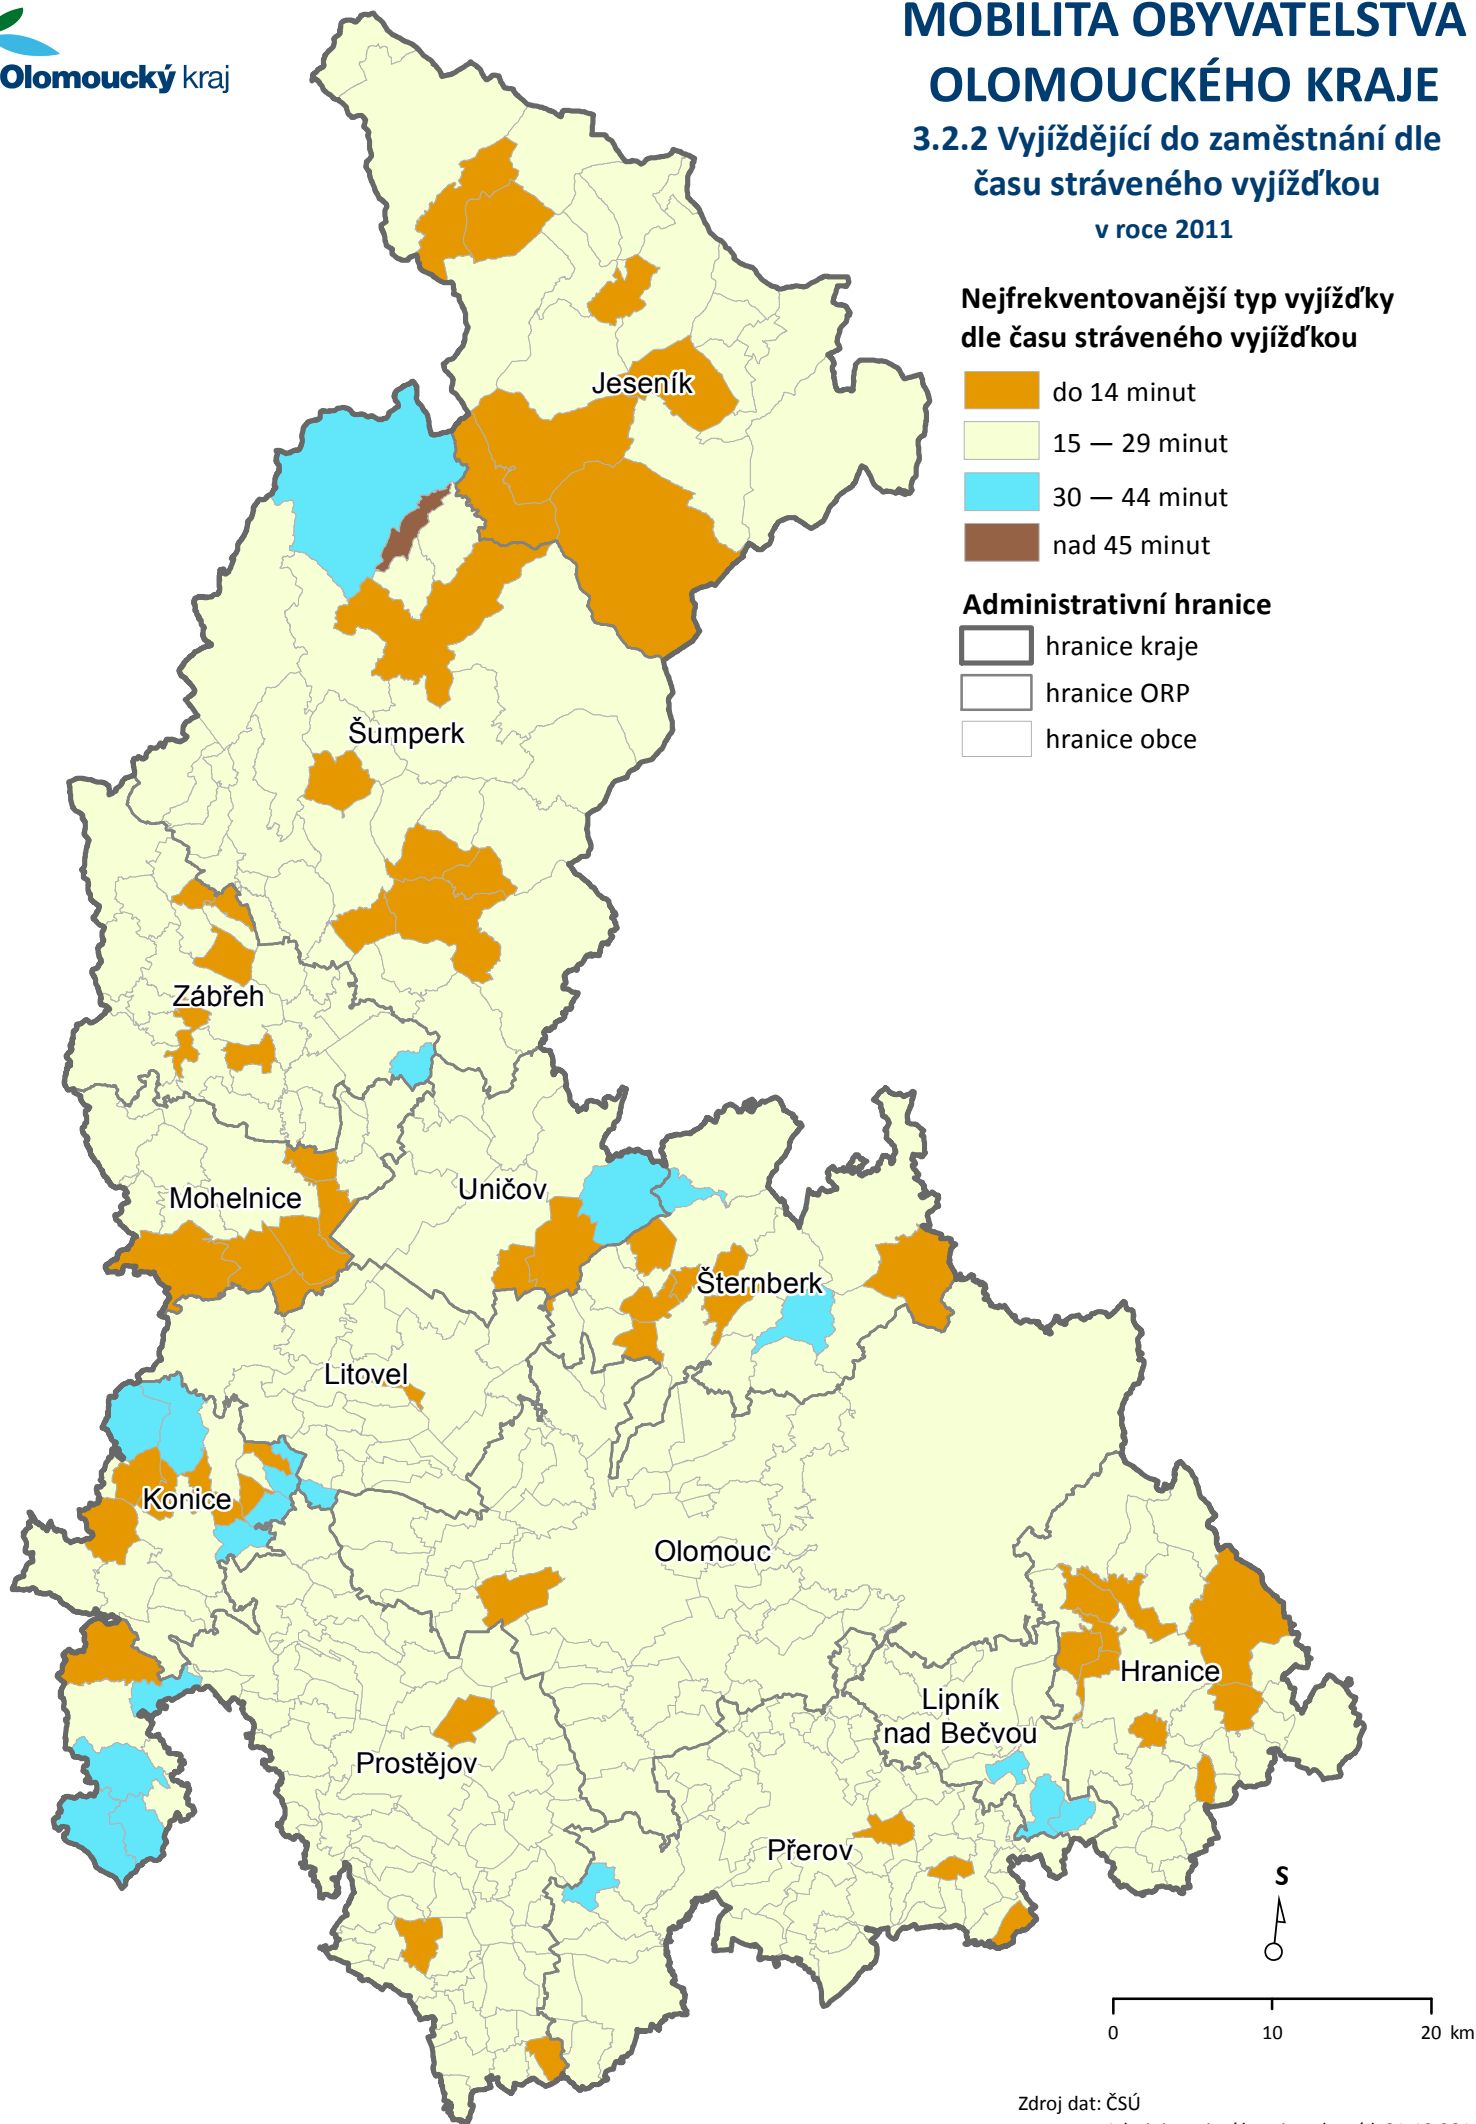 Olomoucký kraj
MOBILITA OBYVATELSTVA
OLOMOUCKÉHO KRAJE
3.2.2 Vyjíždějící do zaměstnání dle
času stráveného vyjížďkou
v roce 2011
Nejfrekventovanější typ vyjížďky
dle času stráveného vyjížďkou
do 14 minut
15 — 29 minut
30 — 44 minut
nad 45 minut
Administrativní hranice
hranice kraje
hranice ORP
hranice obce
Jeseník
Šumperk
Zábřeh
Mohelnice
Uničov
Šternberk
Litovel
Konice
Olomouc
Hranice
Lipník
nad Bečvou
Prostějov
Přerov
S
0 10 20 km
Zdroj dat: ČSÚ